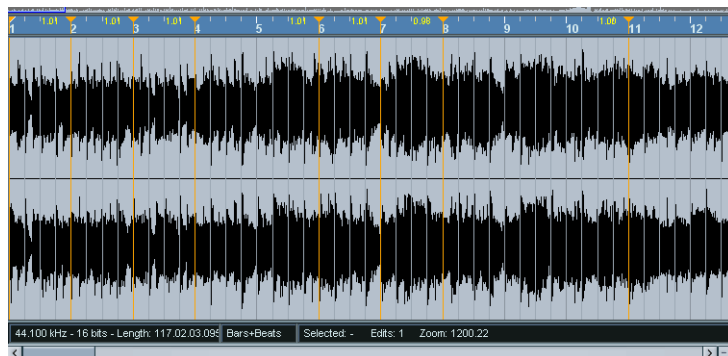 1.01 1.01 1.01 1.01 1.01 0.98 1.06
1 2 3 4 5 6 7 8 9 10 11 12
44.100 kHz - 16 bits - Length: 117.02.03.095 Bars+Beats Selected: - Edits: 1 Zoom: 1200.22